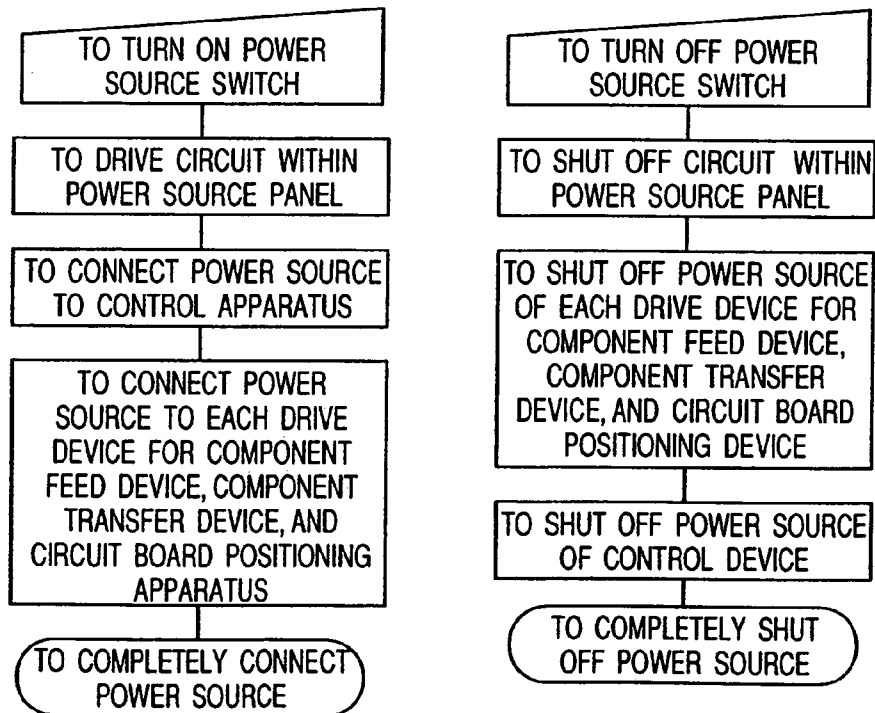 TO TURN ON POWER
SOURCE SWITCH
TO DRIVE CIRCUIT WITHIN
POWER SOURCE PANEL
TO CONNECT POWER SOURCE
TO CONTROL APPARATUS
TO CONNECT POWER
SOURCE TO EACH DRIVE
DEVICE FOR COMPONENT
FEED DEVICE, COMPONENT
TRANSFER DEVICE, AND
CIRCUIT BOARD POSITIONING
APPARATUS
TO COMPLETELY CONNECT
POWER SOURCE
TO TURN OFF POWER
SOURCE SWITCH
TO SHUT OFF CIRCUIT WITHIN
POWER SOURCE PANEL
TO SHUT OFF POWER SOURCE
OF EACH DRIVE DEVICE FOR
COMPONENT FEED DEVICE,
COMPONENT TRANSFER
DEVICE, AND CIRCUIT BOARD
POSITIONING DEVICE
TO SHUT OFF POWER SOURCE
OF CONTROL DEVICE
TO COMPLETELY SHUT
OFF POWER SOURCE